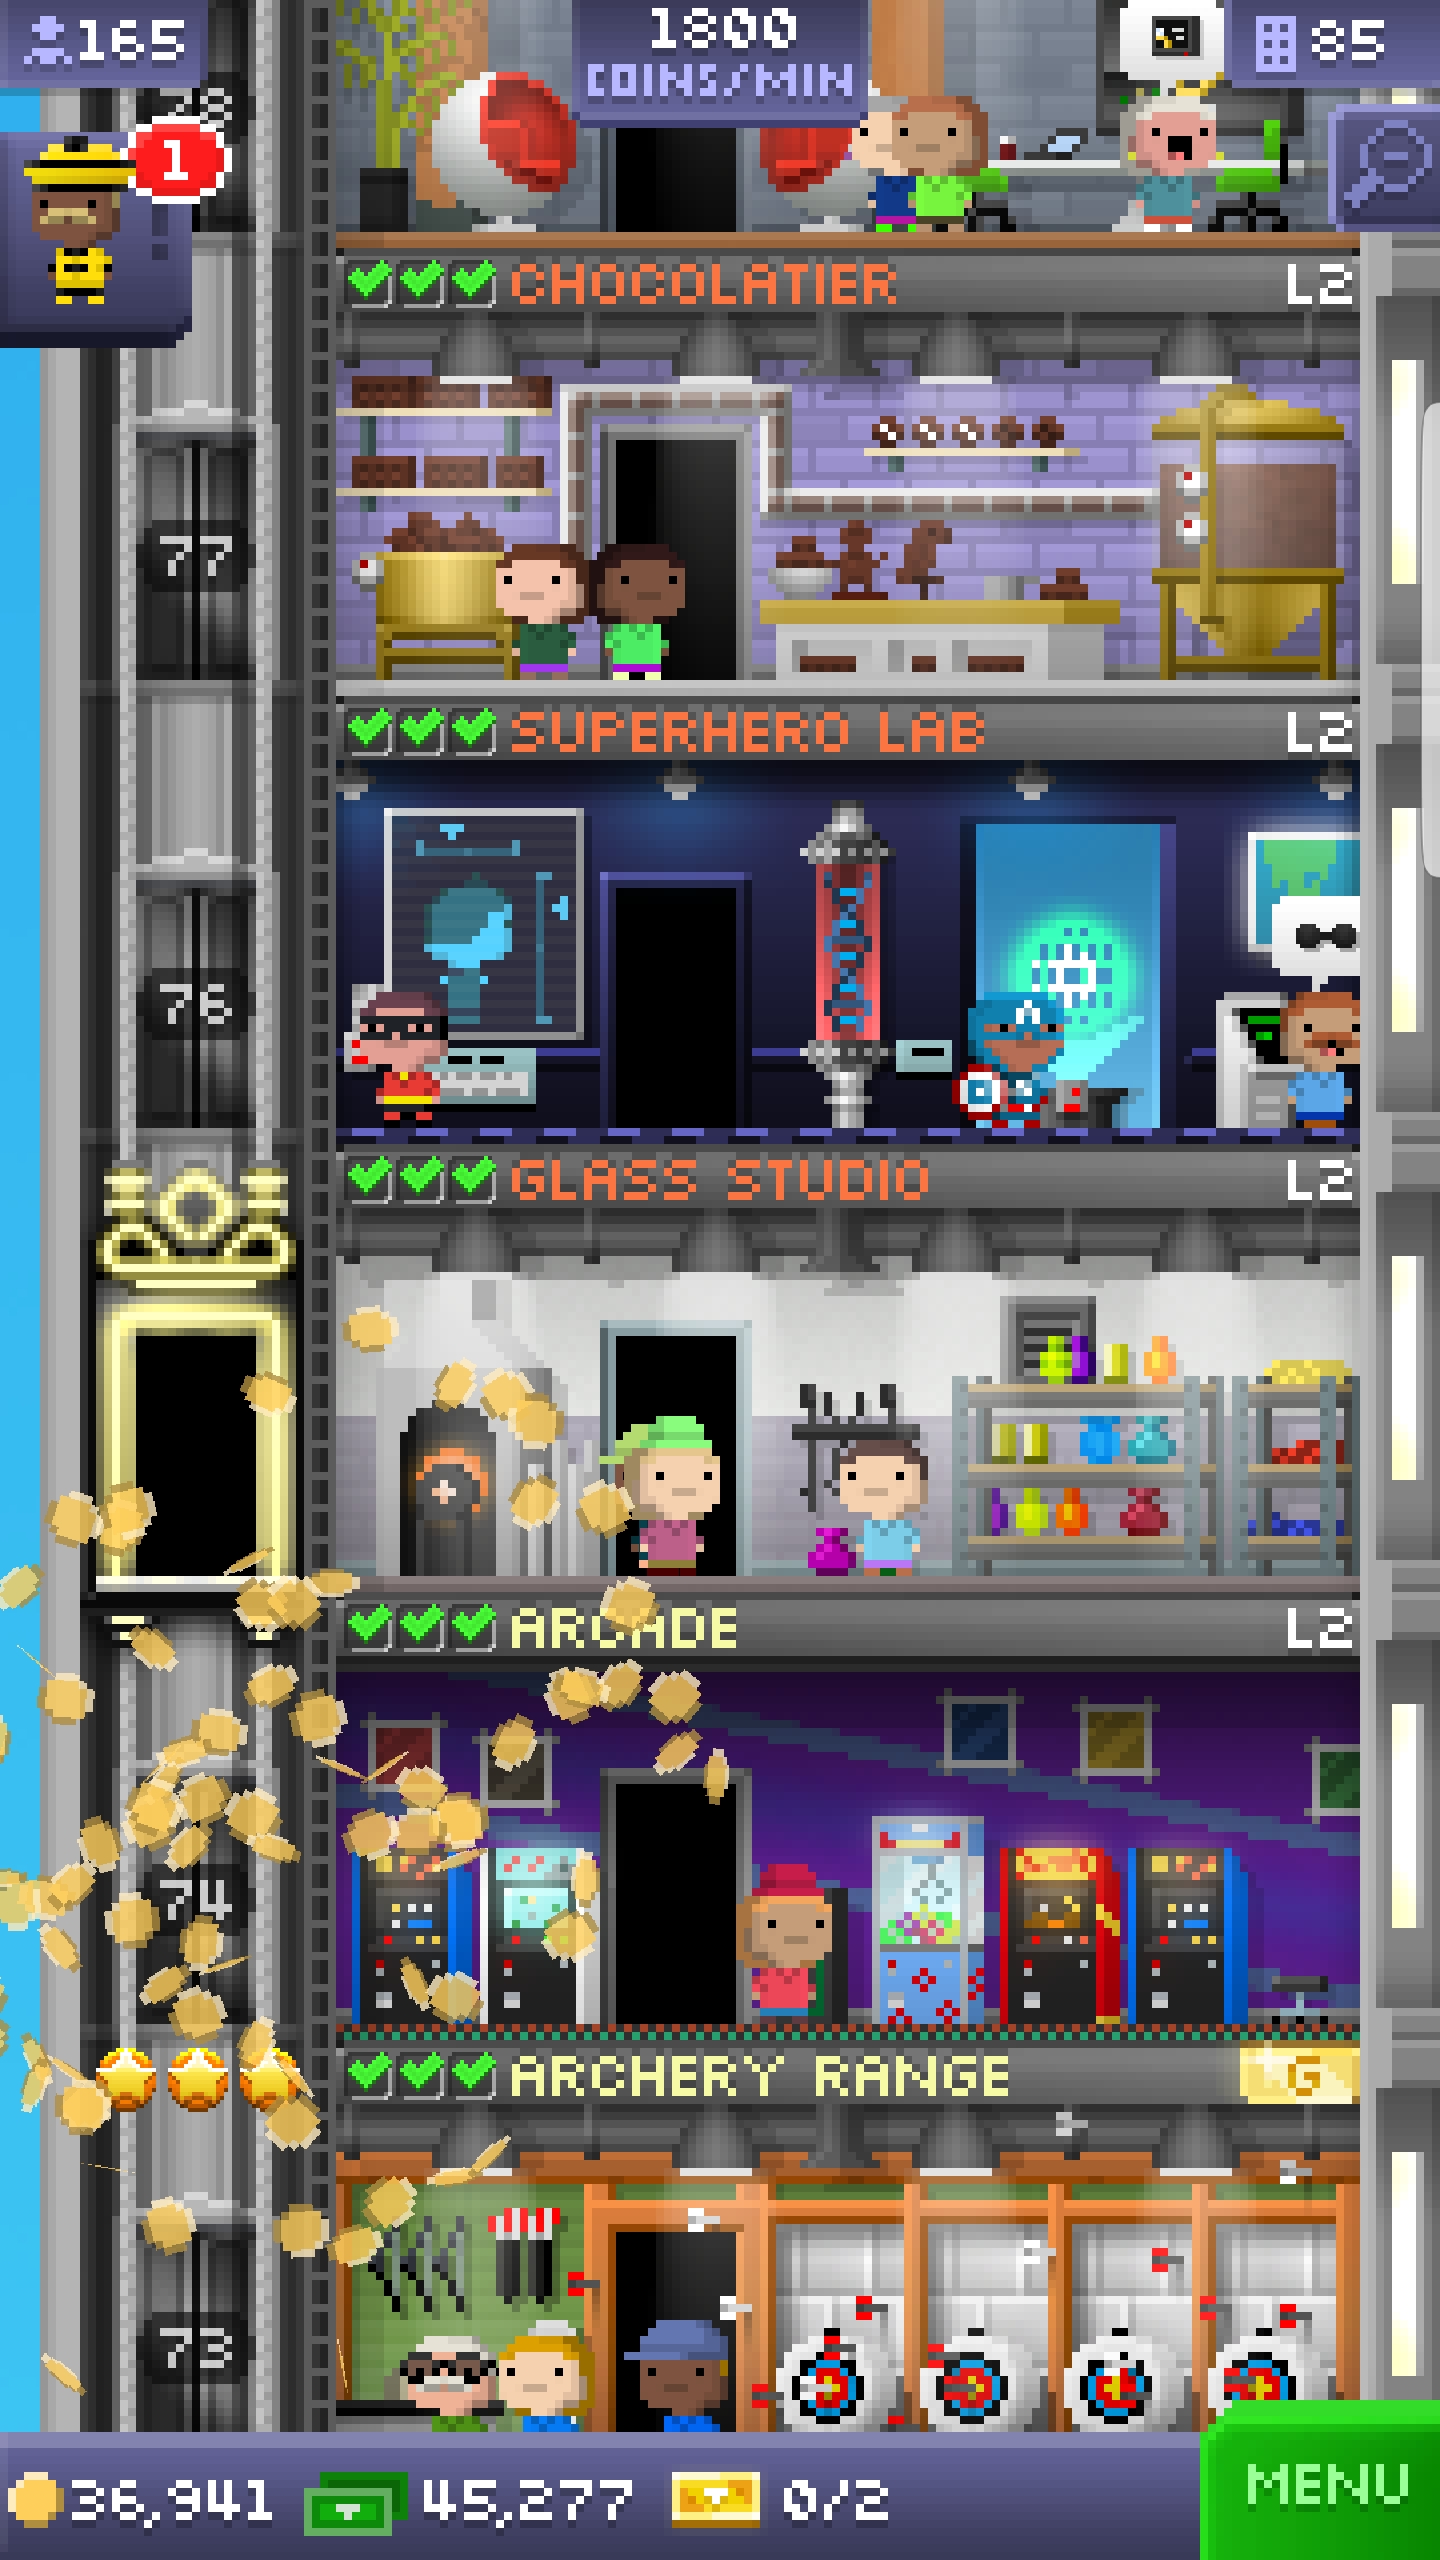 165
1800
COINS/MIN
85
1
CHOCOLATIER L2
77
SUPERHERO LAB L2
76
GLASS STUDIO L2
ARCADE L2
74
ARCHERY RANGE G
73
36,941 45,277 0/2
MENU